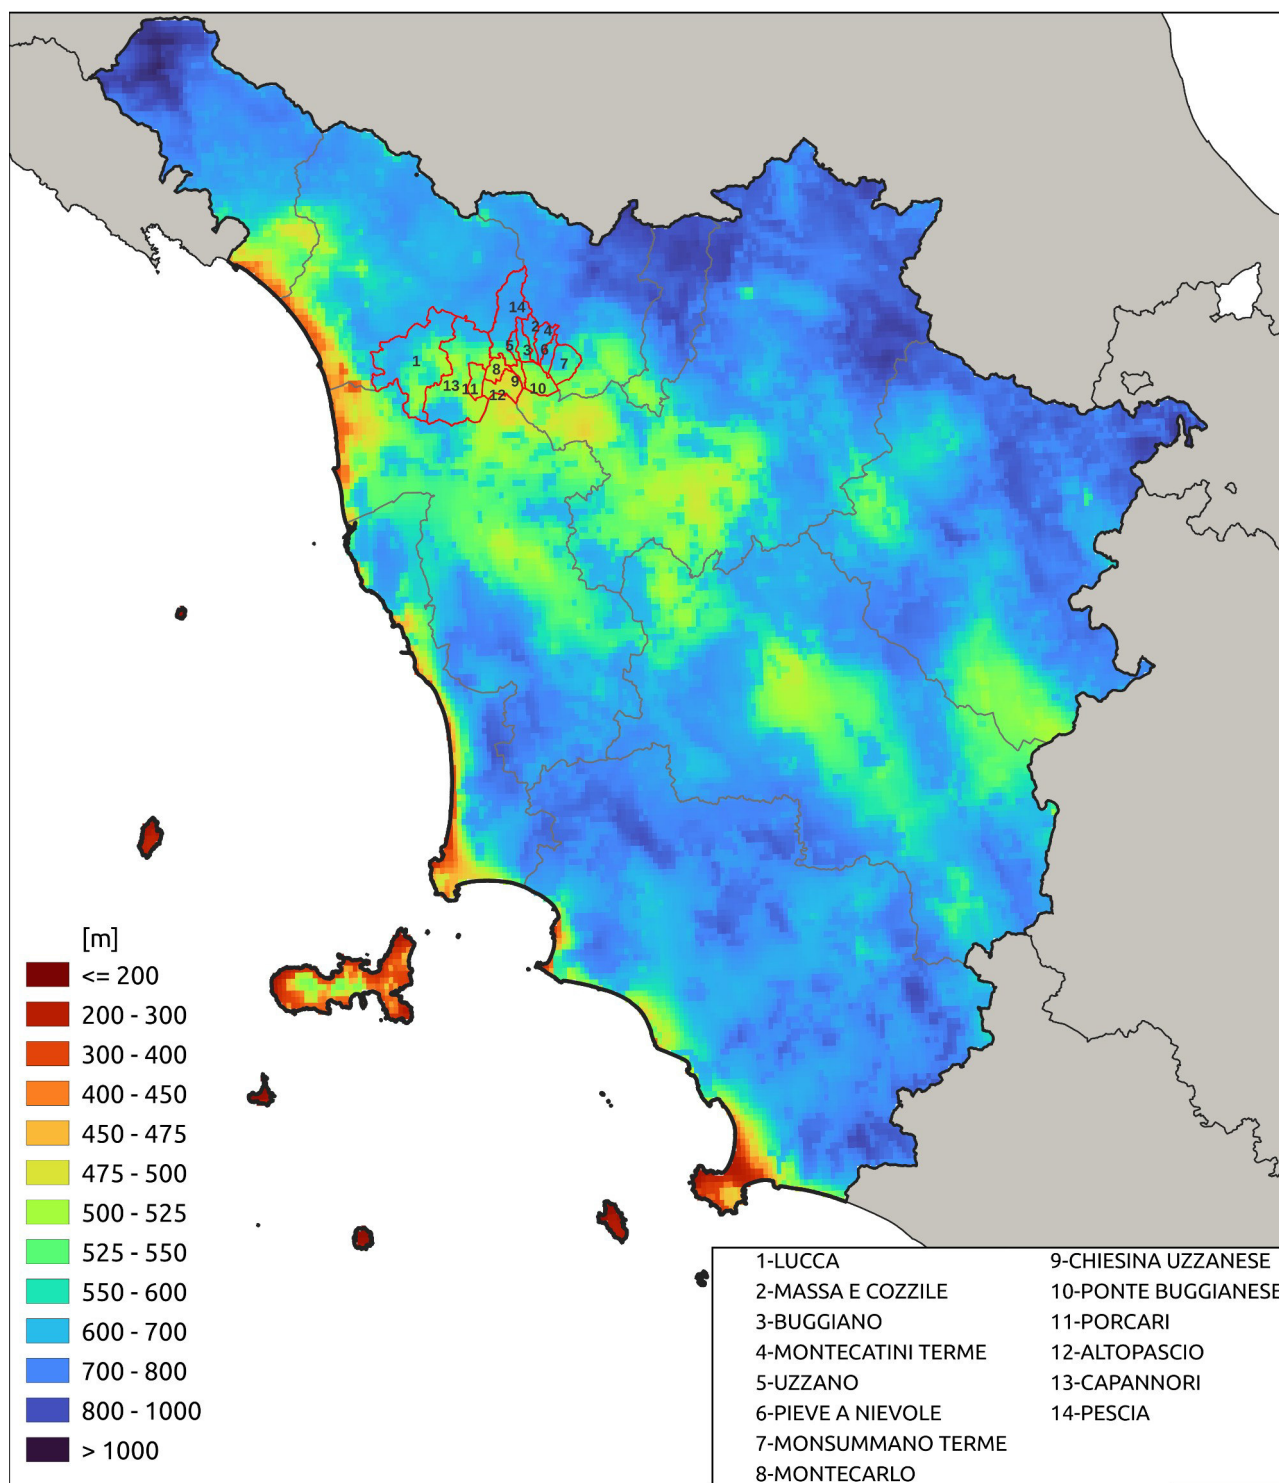 14
2
4
5
3
6
1
8
7
13
11
9
10
12
[m]
<= 200
200 - 300
300 - 400
400 - 450
450 - 475
475 - 500
500 - 525
525 - 550
550 - 600
600 - 700
700 - 800
800 - 1000
> 1000
1-LUCCA
2-MASSA E COZZILE
3-BUGGIANO
4-MONTECATINI TERME
5-UZZANO
6-PIEVE A NIEVOLE
7-MONSUMMANO TERME
8-MONTECARLO
9-CHIESINA UZZANESE
10-PONTE BUGGIANESE
11-PORCARI
12-ALTOPASCIO
13-CAPANNORI
14-PESCIA